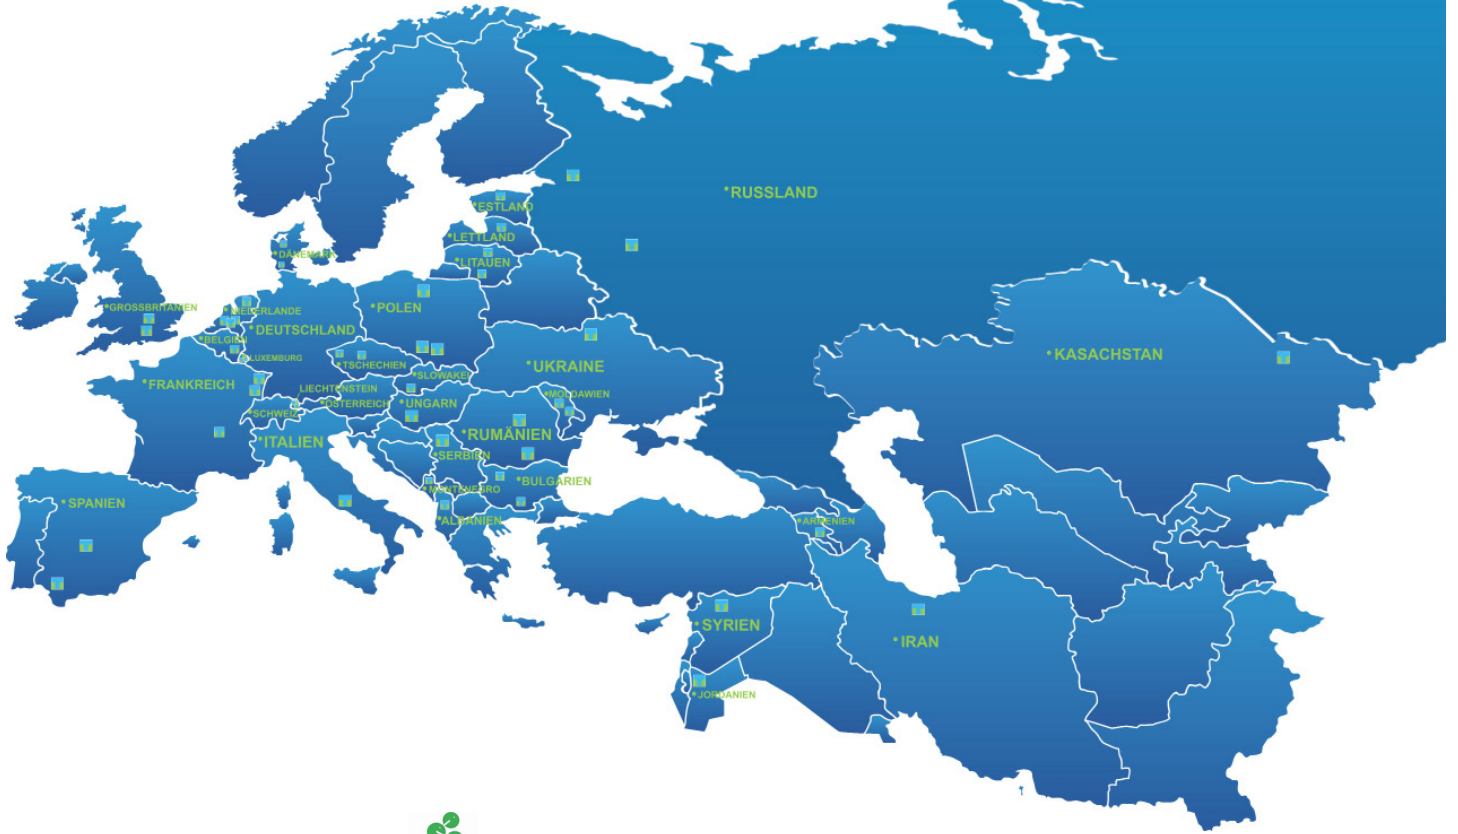 RUSSLAND
ESTLAND
LETTLAND
DÄNEMARK
LITAUEN
GROSSBRITANIEN
NIEDERLANDE
POLEN
DEUTSCHLAND
BELGIEN
LUXEMBURG
KASACHSTAN
TSCHECHIEN
UKRAINE
SLOWAKEI
FRANKREICH
LIECHTENSTEIN
MOLDAWIEN
ÖSTERREICH
UNGARN
SCHWEIZ
RUMÄNIEN
ITALIEN
SERBIEN
BULGARIEN
MONTENEGRO
SPANIEN
ALBANIEN
ARMENIEN
SYRIEN
IRAN
JORDANIEN